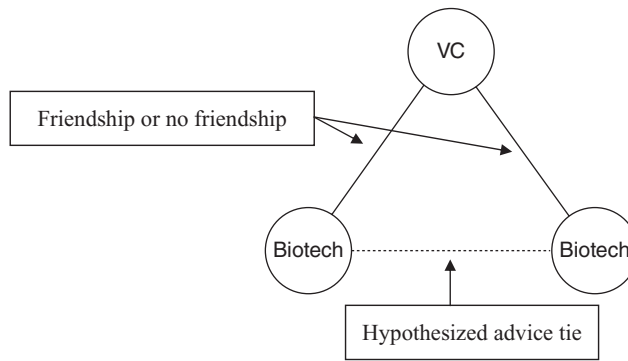 VC
Friendship or no friendship
Biotech
Biotech
Hypothesized advice tie